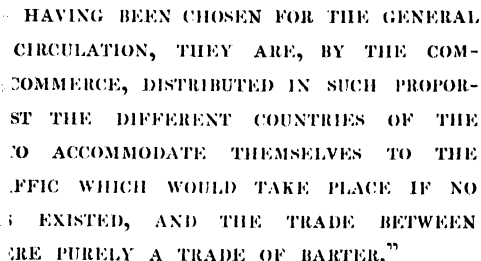 HAVING BEEN CHOSEN FOR THE GENERAL
CIRCULATION, THEY ARE, BY THE COM-
COMMERCE, DISTRIBUTED IN SUCH PROPOR-
ST THE DIFFERENT COUNTRIES OF THE
TO ACCOMMODATE THEMSELVES TO THE
FFIC WHICH WOULD TAKE PLACE IF NO
S EXISTED, AND THE TRADE BETWEEN
ERE PURELY A TRADE OF BARTER."